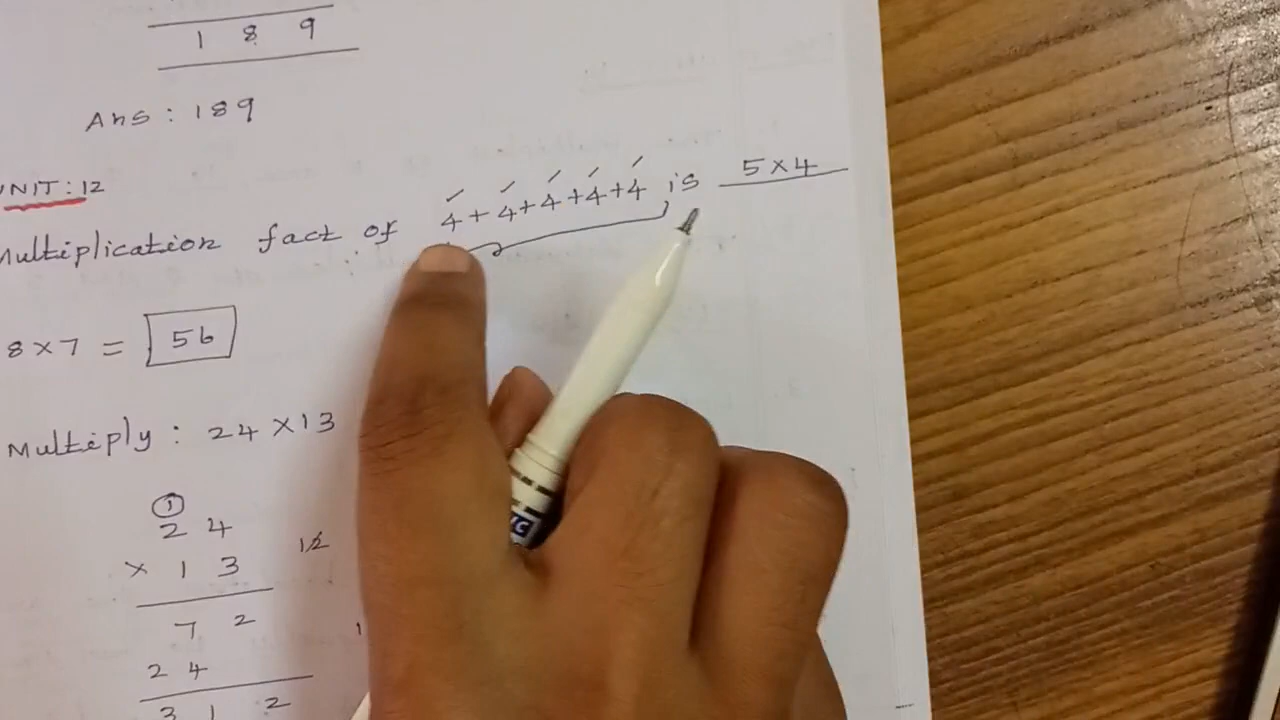 1 8 9
Ans : 189
UNIT: 12
Multiplication fact of 4+4+4+4+4 is 5×4
8×7 = 56
Multiply : 24×13
1
2 4
× 1 3 12
7 2
2 4
3 1 2